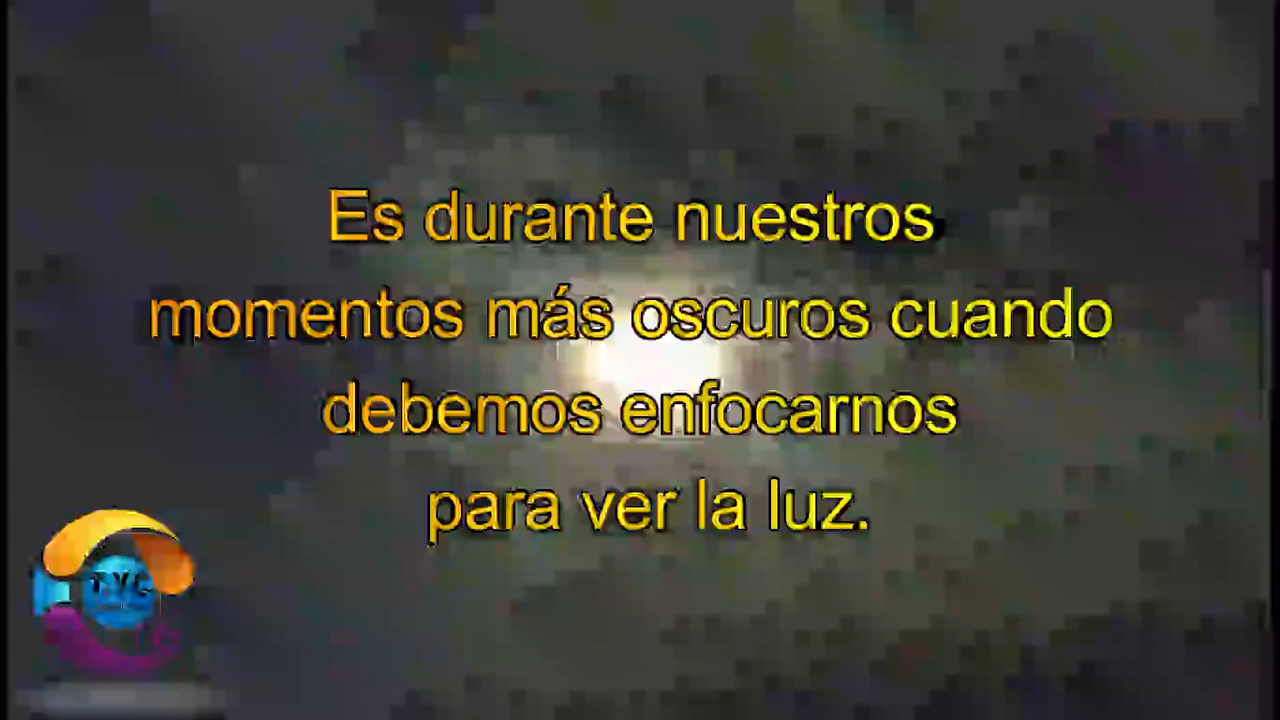 Es durante nuestros
momentos más oscuros cuando
debemos enfocarnos
para ver la luz.